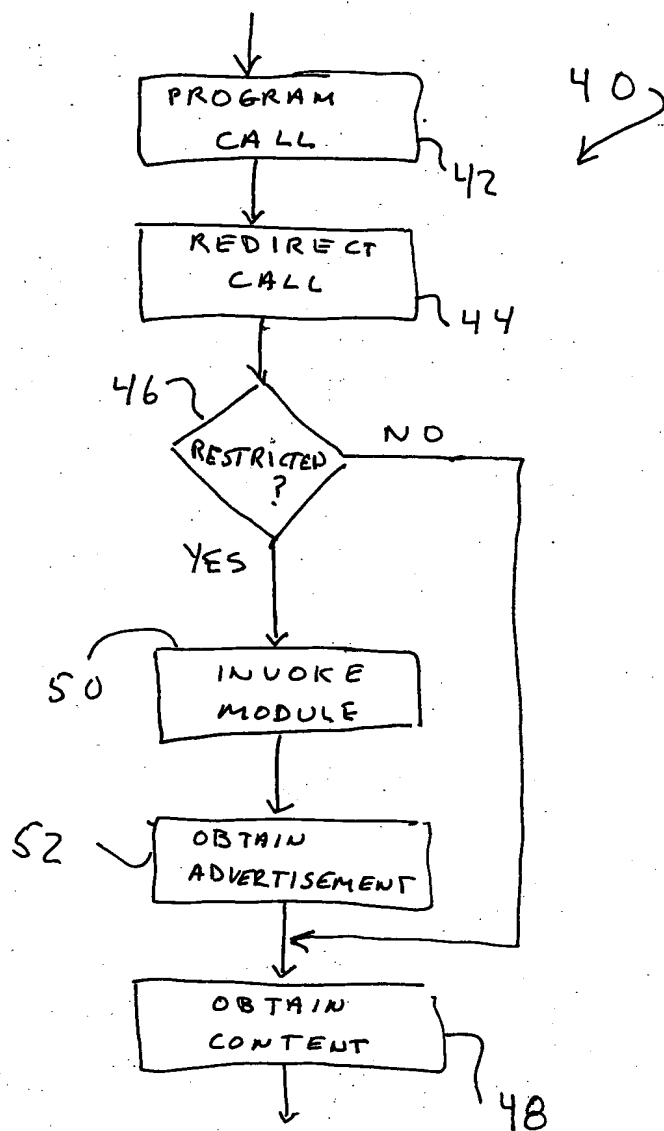 PROGRAM
CALL
42
40
REDIRECT
CALL
44
46
RESTRICTED
?
NO
YES
50
INVOKE
MODULE
52
OBTAIN
ADVERTISEMENT
OBTAIN
CONTENT
48